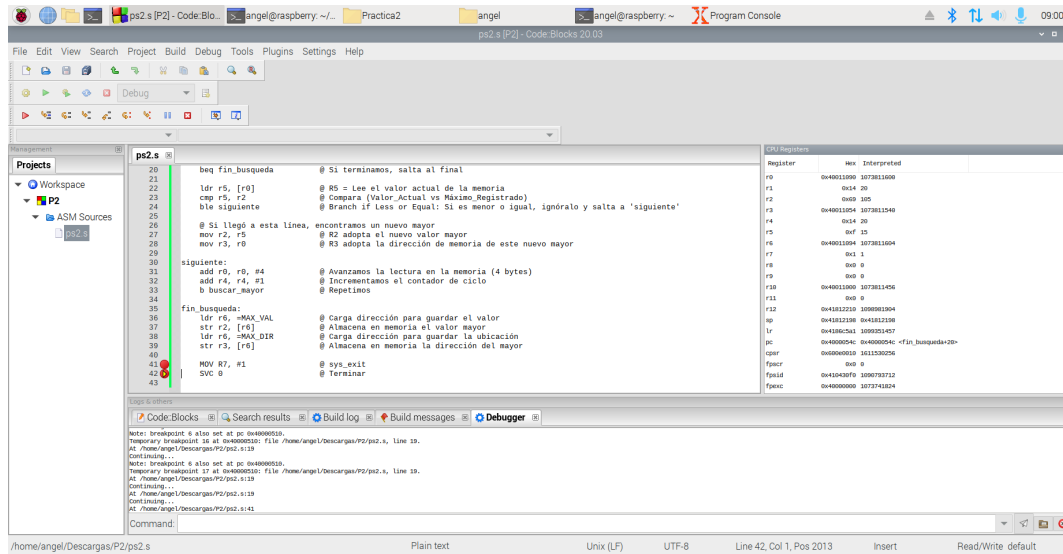 ps2.s [P2] - Code::Blo... angel@raspberry: ~/... Practica2 angel angel@raspberry: ~ Program Console 09:00
ps2.s [P2] - Code::Blocks 20.03
File Edit View Search Project Build Debug Tools Plugins Settings Help
Debug
Management
Projects
Workspace
P2
ASM Sources
ps2.s
ps2.s
20 beq fin_busqueda @ Si terminamos, salta al final
21
22 ldr r5, [r0] @ R5 = Lee el valor actual de la memoria
23 cmp r5, r2 @ Compara (Valor_Actual vs Máximo_Registrado)
24 ble siguiente @ Branch if Less or Equal: Si es menor o igual, ignóralo y salta a 'siguiente'
25
26 @ Si llegó a esta línea, encontramos un nuevo mayor
27 mov r2, r5 @ R2 adopta el nuevo valor mayor
28 mov r3, r0 @ R3 adopta la dirección de memoria de este nuevo mayor
29
30 siguiente:
31 add r0, r0, #4 @ Avanzamos la lectura en la memoria (4 bytes)
32 add r4, r4, #1 @ Incrementamos el contador de ciclo
33 b buscar_mayor @ Repetimos
34
35 fin_busqueda:
36 ldr r6, =MAX_VAL @ Carga dirección para guardar el valor
37 str r2, [r6] @ Almacena en memoria el valor mayor
38 ldr r6, =MAX_DIR @ Carga dirección para guardar la ubicación
39 str r3, [r6] @ Almacena en memoria la dirección del mayor
40
41 MOV R7, #1 @ sys_exit
42 SVC 0 @ Terminar
43
CPU Registers
Register Hex Interpreted
r0 0x40011090 1073811600
r1 0x14 20
r2 0x69 105
r3 0x40011054 1073811540
r4 0x14 20
r5 0xf 15
r6 0x40011094 1073811604
r7 0x1 1
r8 0x0 0
r9 0x0 0
r10 0x40011000 1073811456
r11 0x0 0
r12 0x41812210 1098981904
sp 0x41812198 0x41812198
lr 0x4186c5a1 1099351457
pc 0x4000054c 0x4000054c <fin_busqueda+20>
cpsr 0x600e0010 1611530256
fpscr 0x0 0
fpsid 0x410430f0 1090793712
fpexc 0x40000000 1073741824
Logs & others
Code::Blocks Search results Build log Build messages Debugger
Note: breakpoint 6 also set at pc 0x40000510.
Temporary breakpoint 16 at 0x40000510: file /home/angel/Descargas/P2/ps2.s, line 19.
At /home/angel/Descargas/P2/ps2.s:19
Continuing...
Note: breakpoint 6 also set at pc 0x40000510.
Temporary breakpoint 17 at 0x40000510: file /home/angel/Descargas/P2/ps2.s, line 19.
At /home/angel/Descargas/P2/ps2.s:19
Continuing...
At /home/angel/Descargas/P2/ps2.s:19
Continuing...
At /home/angel/Descargas/P2/ps2.s:41
Command:
/home/angel/Descargas/P2/ps2.s Plain text Unix (LF) UTF-8 Line 42, Col 1, Pos 2013 Insert Read/Write default